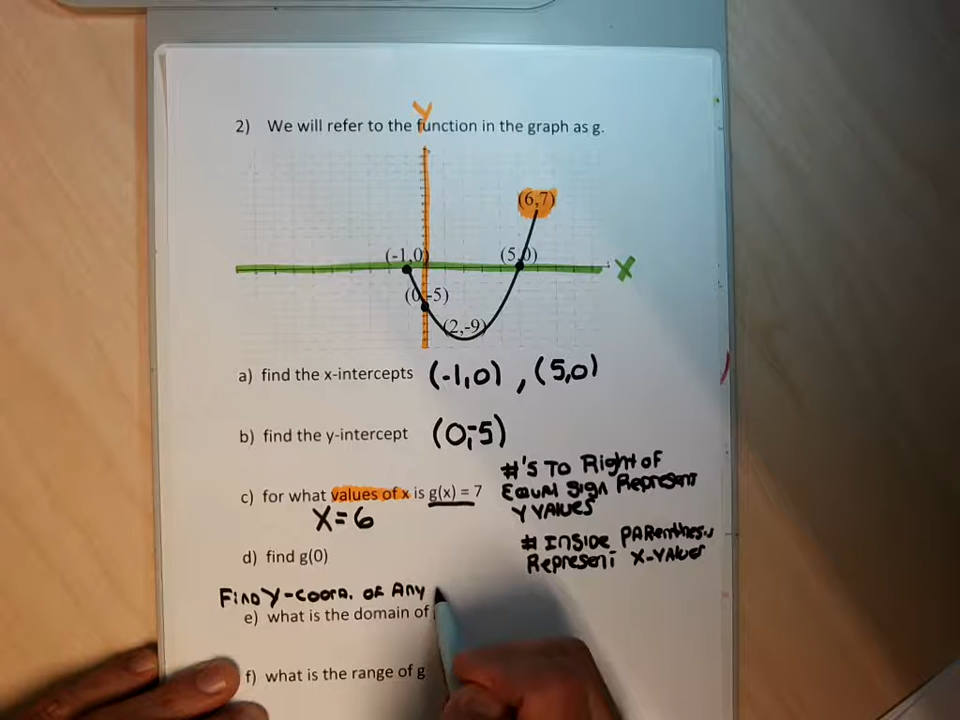 Y
2) We will refer to the function in the graph as g.
(6,7)
(-1,0)
(5,0)
X
(0,-5)
(2,-9)
a) find the x-intercepts (-1,0) , (5,0)
b) find the y-intercept (0,-5)
#'s To Right of
Equal Sign Represent
Y VALUES
c) for what values of x is g(x) = 7
X=6
# InSIDE PARenthesis
Represent X-VALUES
d) find g(0)
Find Y-coord. of Any
e) what is the domain of
f) what is the range of g